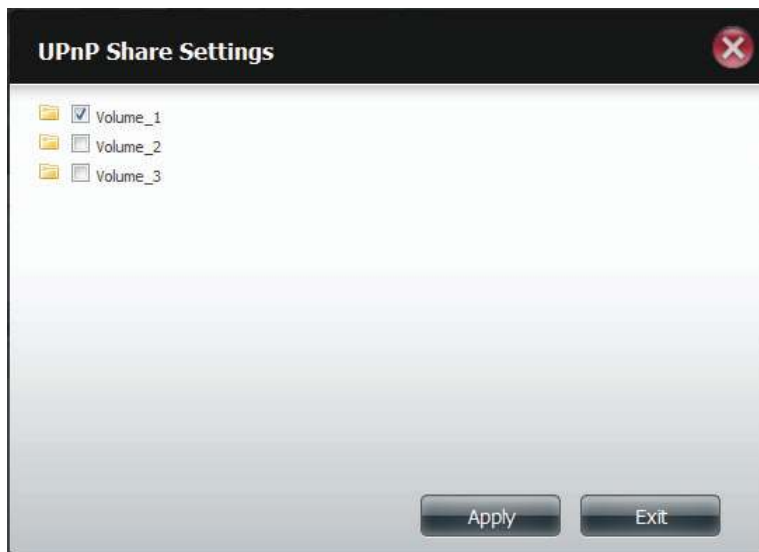 UPnP Share Settings
Volume_1
Volume_2
Volume_3
Apply
Exit